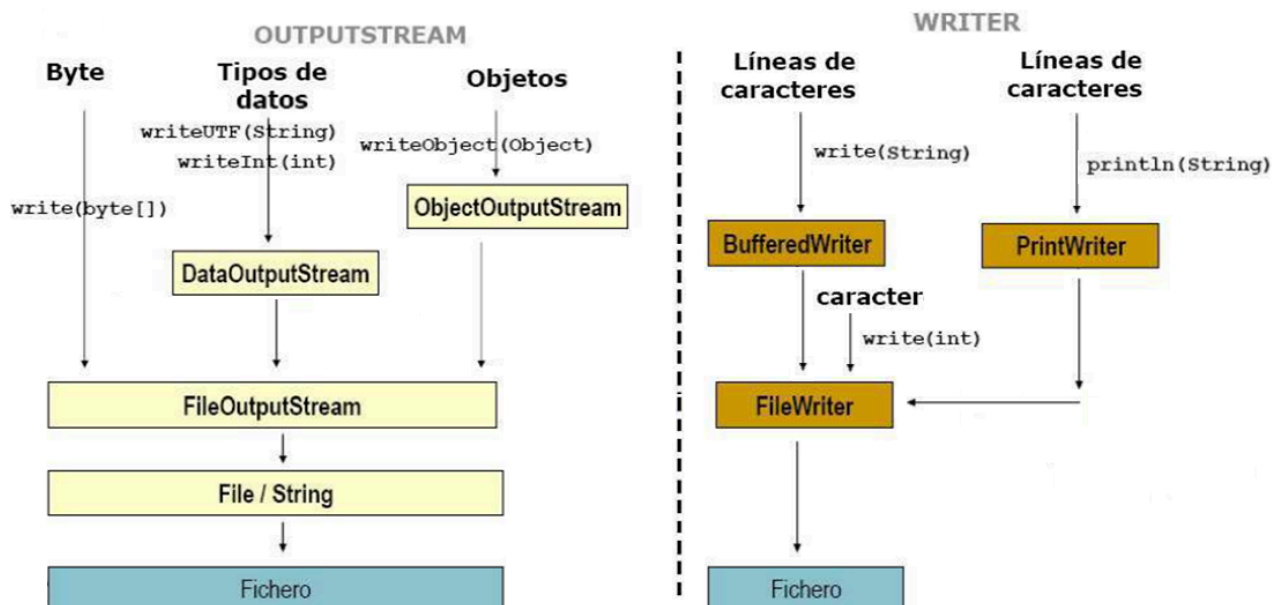 OUTPUTSTREAM
Byte
Tipos de
datos
Objetos
writeUTF(String)
writeInt(int)
writeObject(Object)
write(byte[])
ObjectOutputStream
DataOutputStream
FileOutputStream
File / String
Fichero
WRITER
Líneas de
caracteres
Líneas de
caracteres
write(String)
println(String)
BufferedWriter
PrintWriter
caracter
write(int)
FileWriter
Fichero